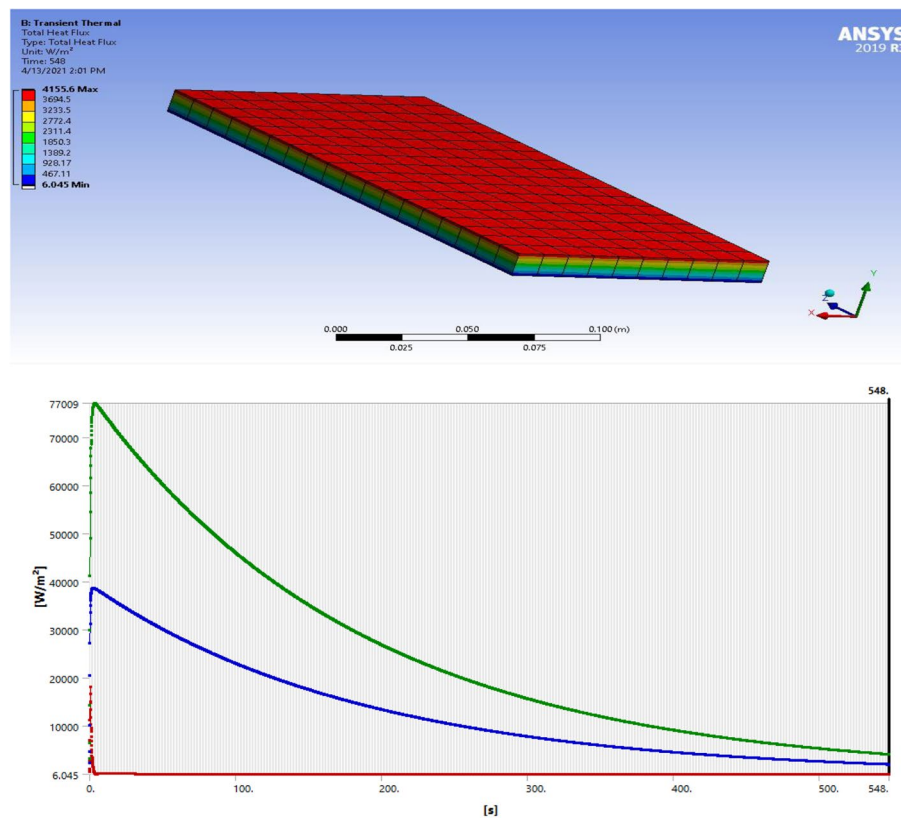 B: Transient Thermal
Total Heat Flux
Type: Total Heat Flux
Unit: W/m²
Time: 548
4/13/2021 2:01 PM
4155.6 Max
3694.5
3233.5
2772.4
2311.4
1850.3
1389.2
928.17
467.11
6.045 Min
ANSYS
2019 R
Y
Z
X
0.000
0.050
0.100 (m)
0.025
0.075
548.
77009
70000
60000
50000
40000
30000
20000
10000
6.045
[W/m²]
0.
100.
200.
300.
400.
500.
548.
[s]